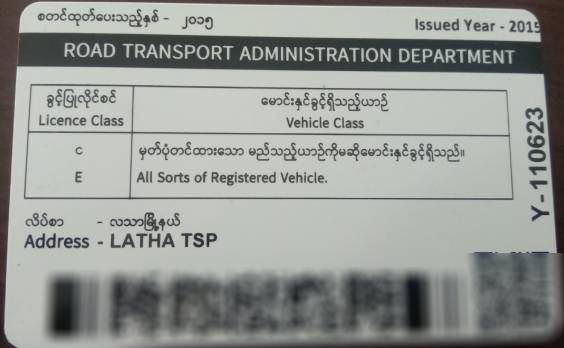 စတင်ထုတ်ပေးသည့်နှစ် - ၂၀၁၅
Issued Year - 2015
ROAD TRANSPORT ADMINISTRATION DEPARTMENT
ခွင့်ပြုလိုင်စင် မောင်းနှင်ခွင့်ရှိသည့်ယာဉ်
Licence Class Vehicle Class
င မှတ်ပုံတင်ထားသော မည်သည့်ယာဉ်ကိုမဆိုမောင်းနှင်ခွင့်ရှိသည်။
E All Sorts of Registered Vehicle.
Y-110623
လိပ်စာ - လသာမြို့နယ်
Address - LATHA TSP